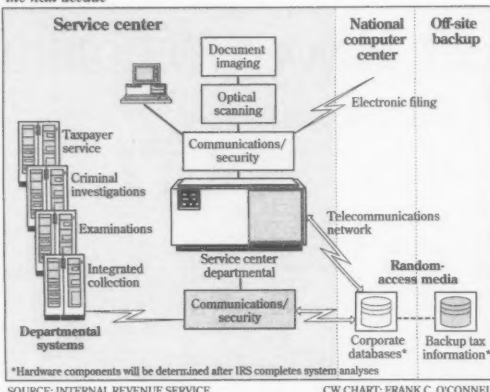 the next decade
Service center
National
computer
center
Off-site
backup
Document
imaging
Optical
scanning
Electronic filing
Communications/
security
Taxpayer
service
Criminal
investigations
Examinations
Integrated
collection
Departmental
systems
Service center
departmental
Telecommunications
network
Random-
access media
Communications/
security
Corporate
databases*
Backup tax
information*
*Hardware components will be determined after IRS completes system analyses
SOURCE: INTERNAL REVENUE SERVICE
CW CHART: FRANK C. O'CONNELL